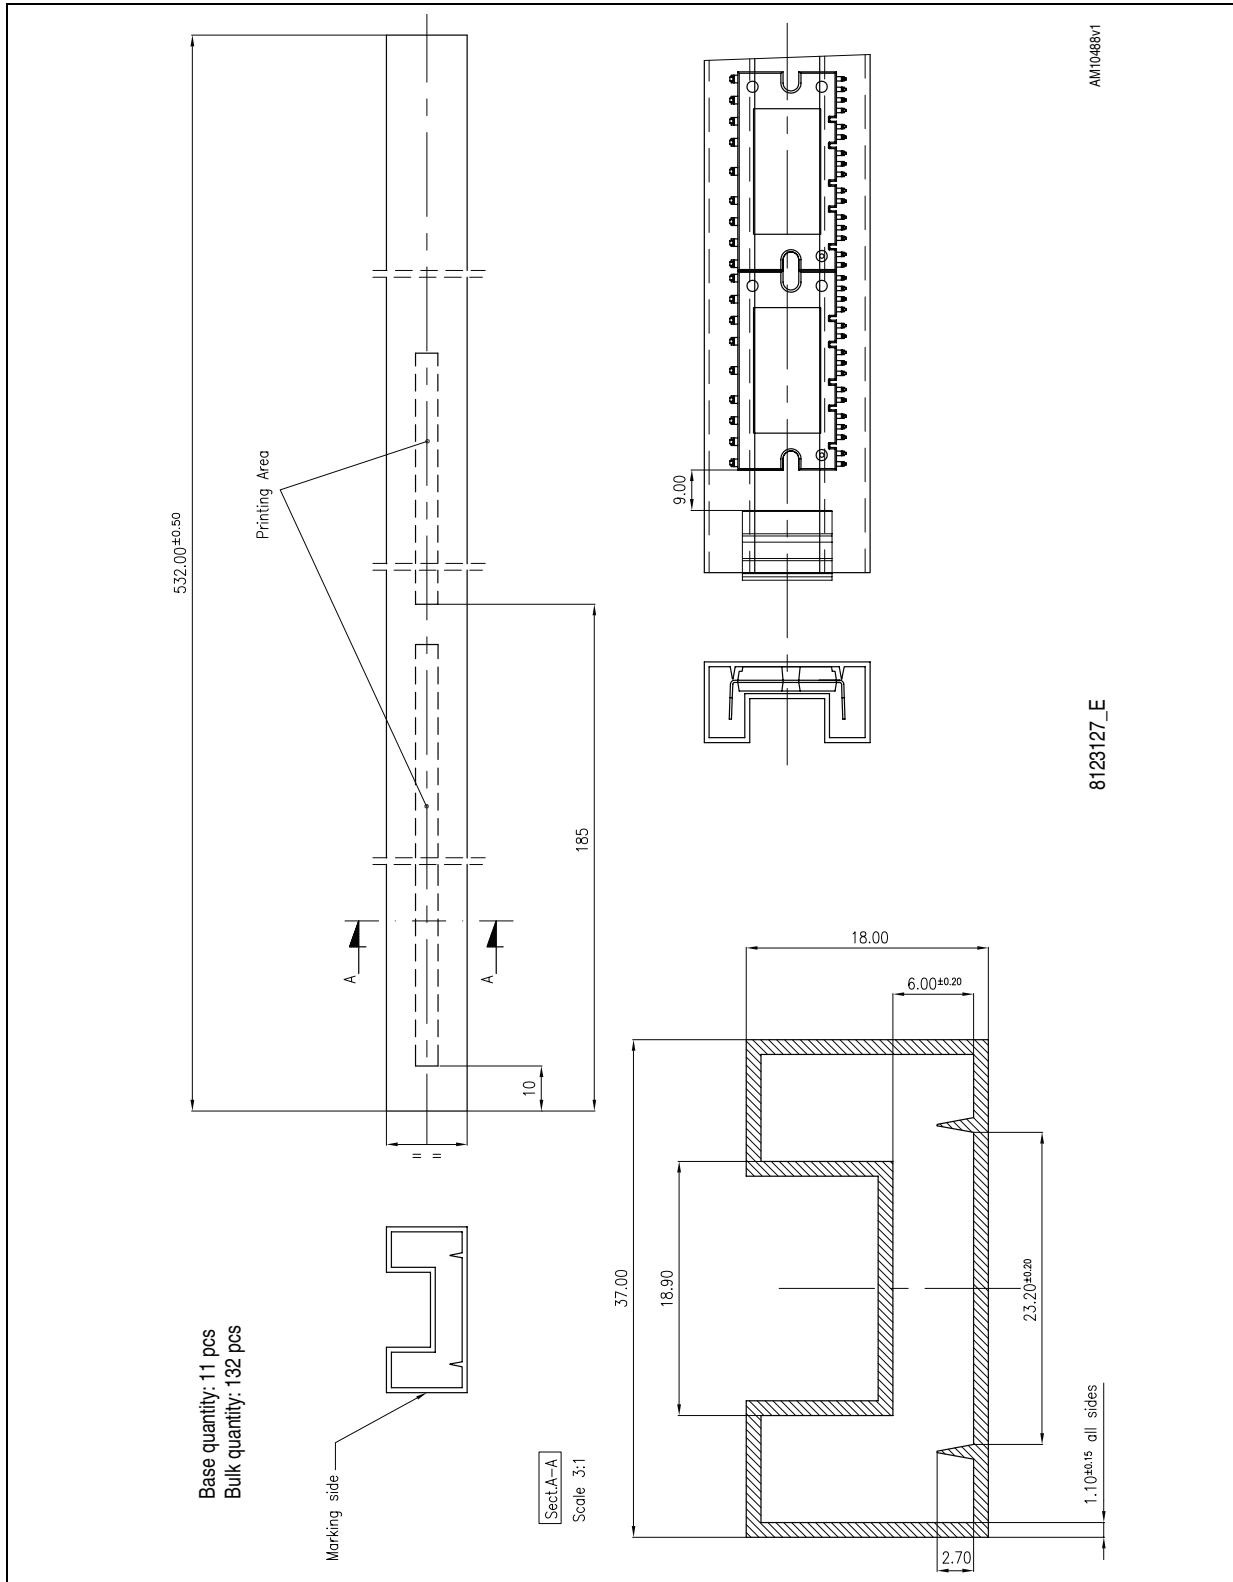 Base quantity: 11 pcs
Bulk quantity: 132 pcs
532.00±0.50
Printing Area
Marking side
A
A
10
185
= =
9.00
AM10488v1
8123127_E
Sect.A-A
Scale 3:1
37.00
18.90
18.00
6.00±0.20
23.20±0.20
2.70
1.10±0.15 all sides